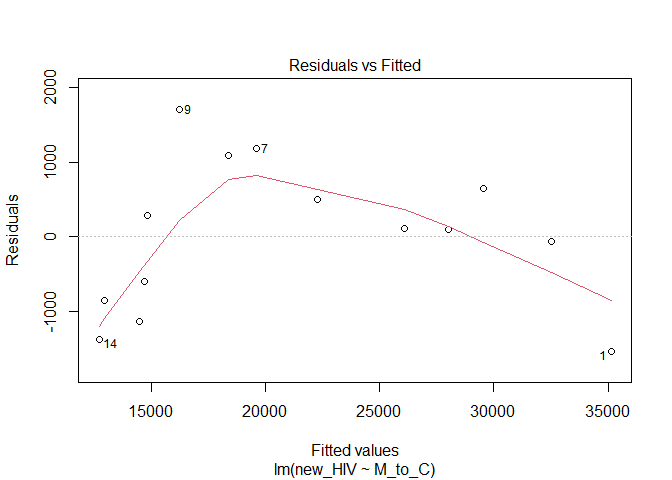 Residuals vs Fitted
Residuals
2000
1000
0
-1000
9
7
14
1
15000 20000 25000 30000 35000
Fitted values
lm(new_HIV ~ M_to_C)